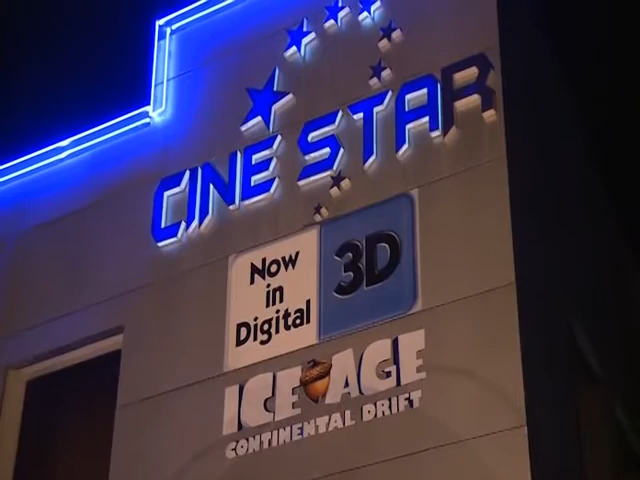 CINE STAR
Now in Digital
3D
ICE AGE
CONTINENTAL DRIFT